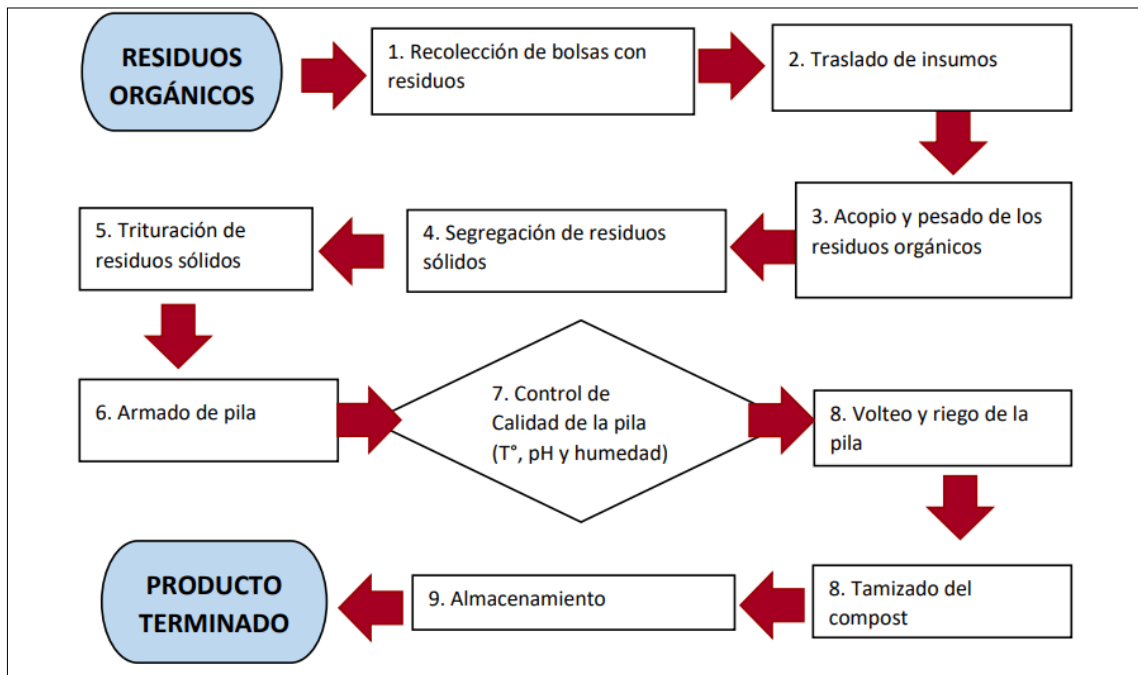 RESIDUOS
ORGÁNICOS
1. Recolección de bolsas con
residuos
2. Traslado de insumos
3. Acopio y pesado de los
residuos orgánicos
4. Segregación de residuos
sólidos
5. Trituración de
residuos sólidos
6. Armado de pila
7. Control de
Calidad de la pila
(T°, pH y humedad)
8. Volteo y riego de la
pila
8. Tamizado del
compost
9. Almacenamiento
PRODUCTO
TERMINADO